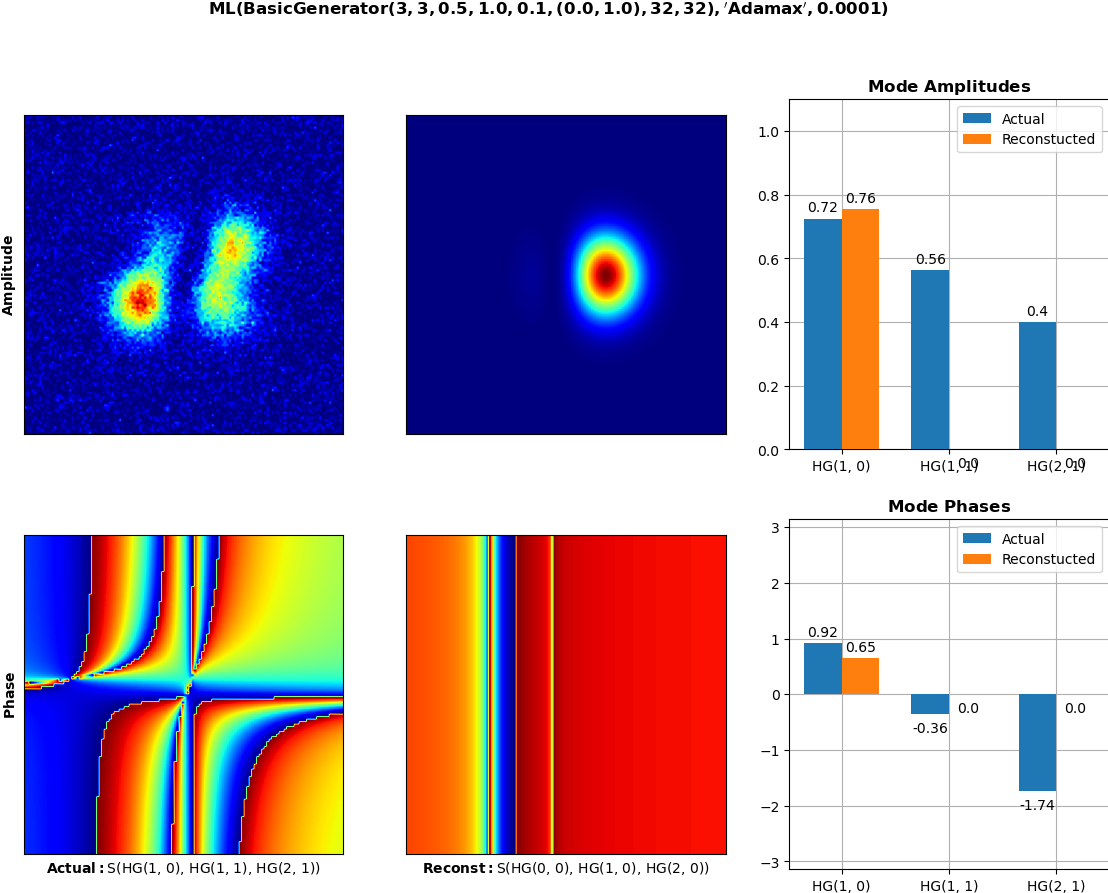 ML(BasicGenerator(3, 3, 0.5, 1.0, 0.1, (0.0, 1.0), 32, 32), 'Adamax', 0.0001)
Amplitude
Mode Amplitudes
Actual
Reconstucted
1.0
0.8
0.6
0.4
0.2
0.0
0.72
0.76
0.56
0.0
0.4
0.0
HG(1, 0)
HG(1, 1)
HG(2, 1)
Phase
Actual: S(HG(1, 0), HG(1, 1), HG(2, 1))
Reconst: S(HG(0, 0), HG(1, 0), HG(2, 0))
Mode Phases
Actual
Reconstucted
3
2
1
0
−1
−2
−3
0.92
0.65
-0.36
0.0
-1.74
0.0
HG(1, 0)
HG(1, 1)
HG(2, 1)